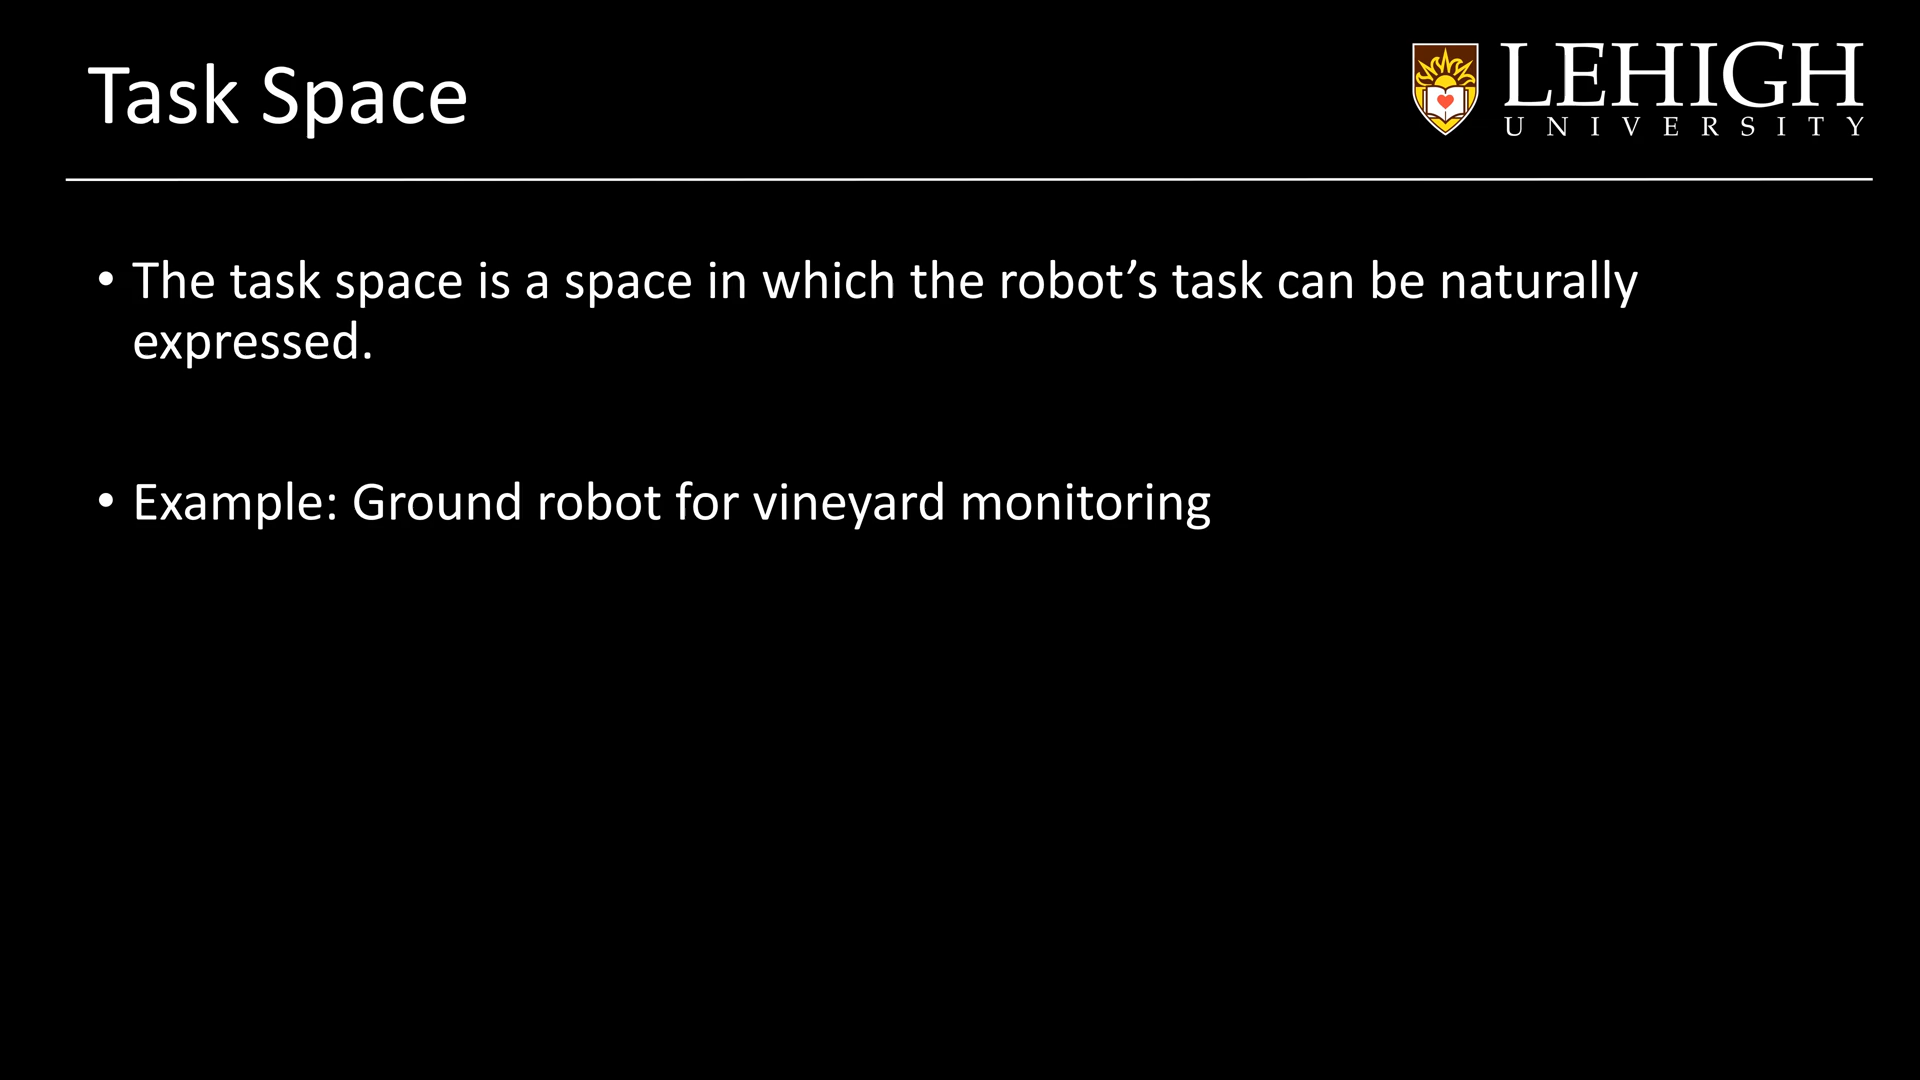 Task Space
LEHIGH
UNIVERSITY
• The task space is a space in which the robot’s task can be naturally
expressed.
• Example: Ground robot for vineyard monitoring